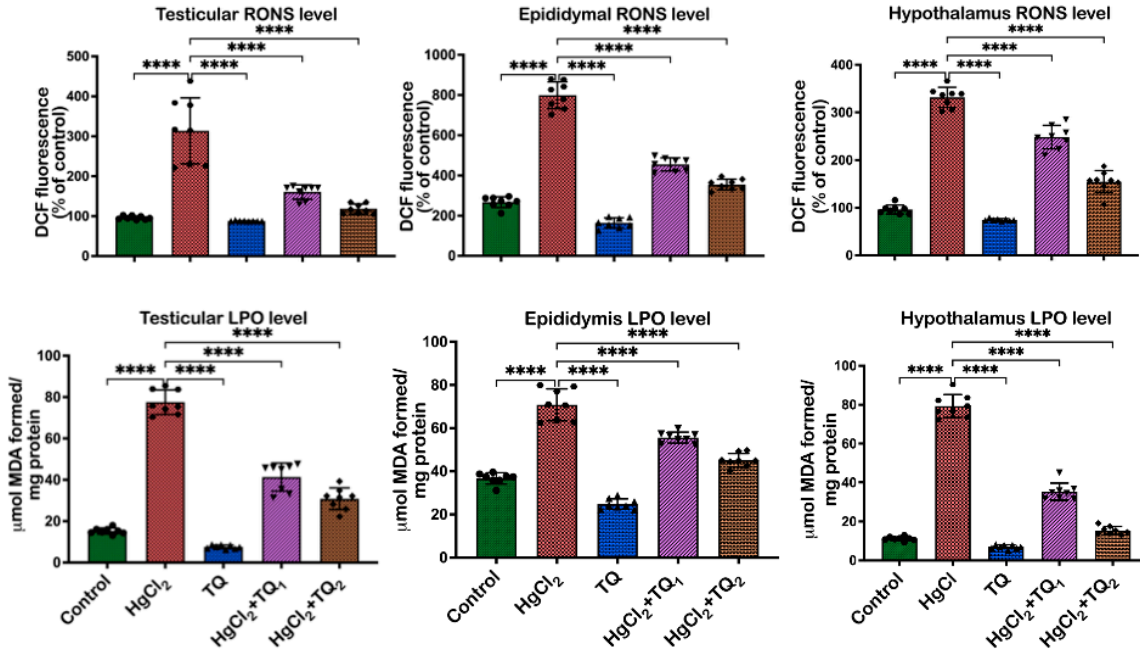 Testicular RONS level
****
****
**** ****
500
400
300
200
100
0
DCF fluorescence
(% of control)
Epididymal RONS level
****
****
**** ****
1000
800
600
400
200
0
DCF fluorescence
(% of control)
Hypothalamus RONS level
****
****
**** ****
400
300
200
100
0
DCF fluorescence
(% of control)
Testicular LPO level
****
****
**** ****
100
80
60
40
20
0
μmol MDA formed/
mg protein
Control
HgCl2
TQ
HgCl2+TQ1
HgCl2+TQ2
Epididymis LPO level
****
****
**** ****
100
80
60
40
20
0
μmol MDA formed/
mg protein
Control
HgCl2
TQ
HgCl2+TQ1
HgCl2+TQ2
Hypothalamus LPO level
****
****
**** ****
100
80
60
40
20
0
μmol MDA formed/
mg protein
Control
HgCl
TQ
HgCl2+TQ1
HgCl2+TQ2